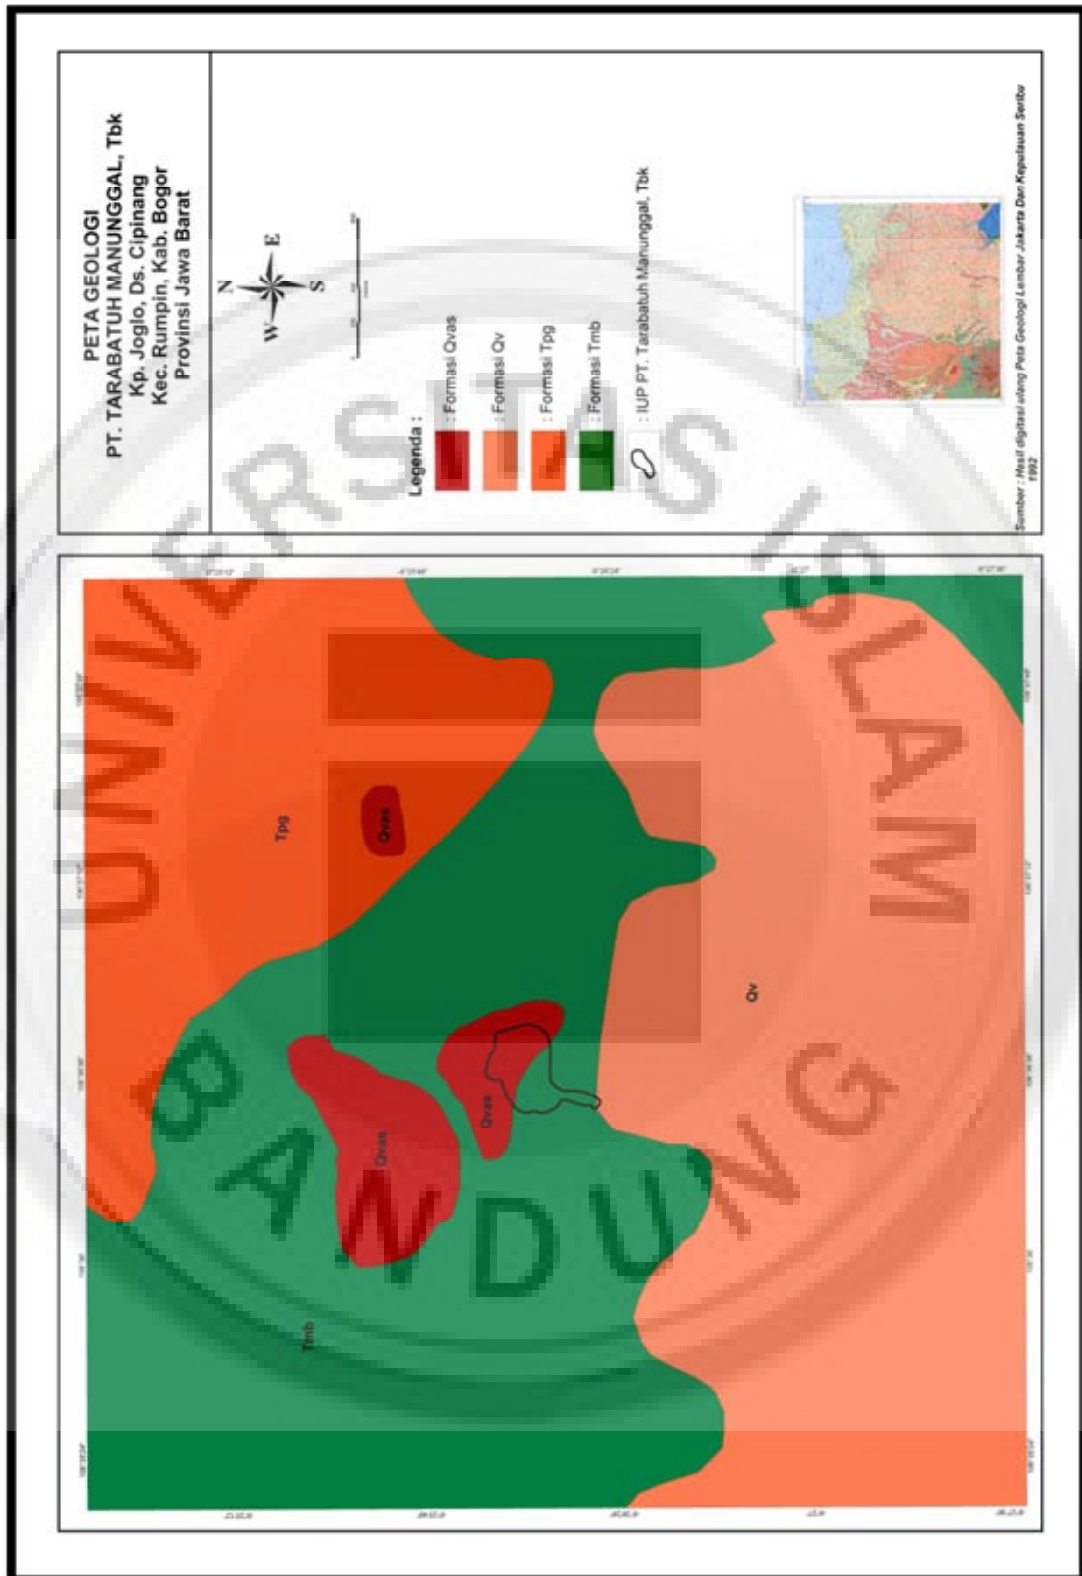 PETA GEOLOGI
PT. TARABATUH MANUNGGAL, Tbk
Kp. Joglo, Ds. Cipinang
Kec. Rumpin, Kab. Bogor
Provinsi Jawa Barat
N
W E
S
Legenda :
: Formasi Qvas
: Formasi Qv
: Formasi Tpg
: Formasi Tmb
: IUP PT. Tarabatuh Manunggal, Tbk
Sumber : Hasil digitasi ulang Peta Geologi Lembar Jakarta Dan Kepulauan Seribu
1992
Tpg
Qvas
Qvas
Qvas
Qv
Tmb
UNIVERSITAS ISLAM
BANDUNG